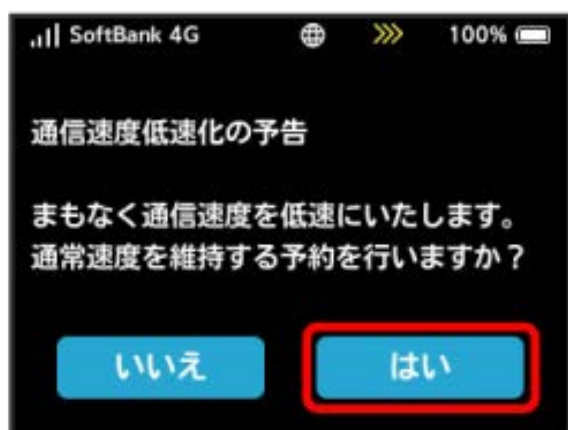 SoftBank 4G 100%
通信速度低速化の予告
まもなく通信速度を低速にいたします。
通常速度を維持する予約を行いますか？
いいえ はい